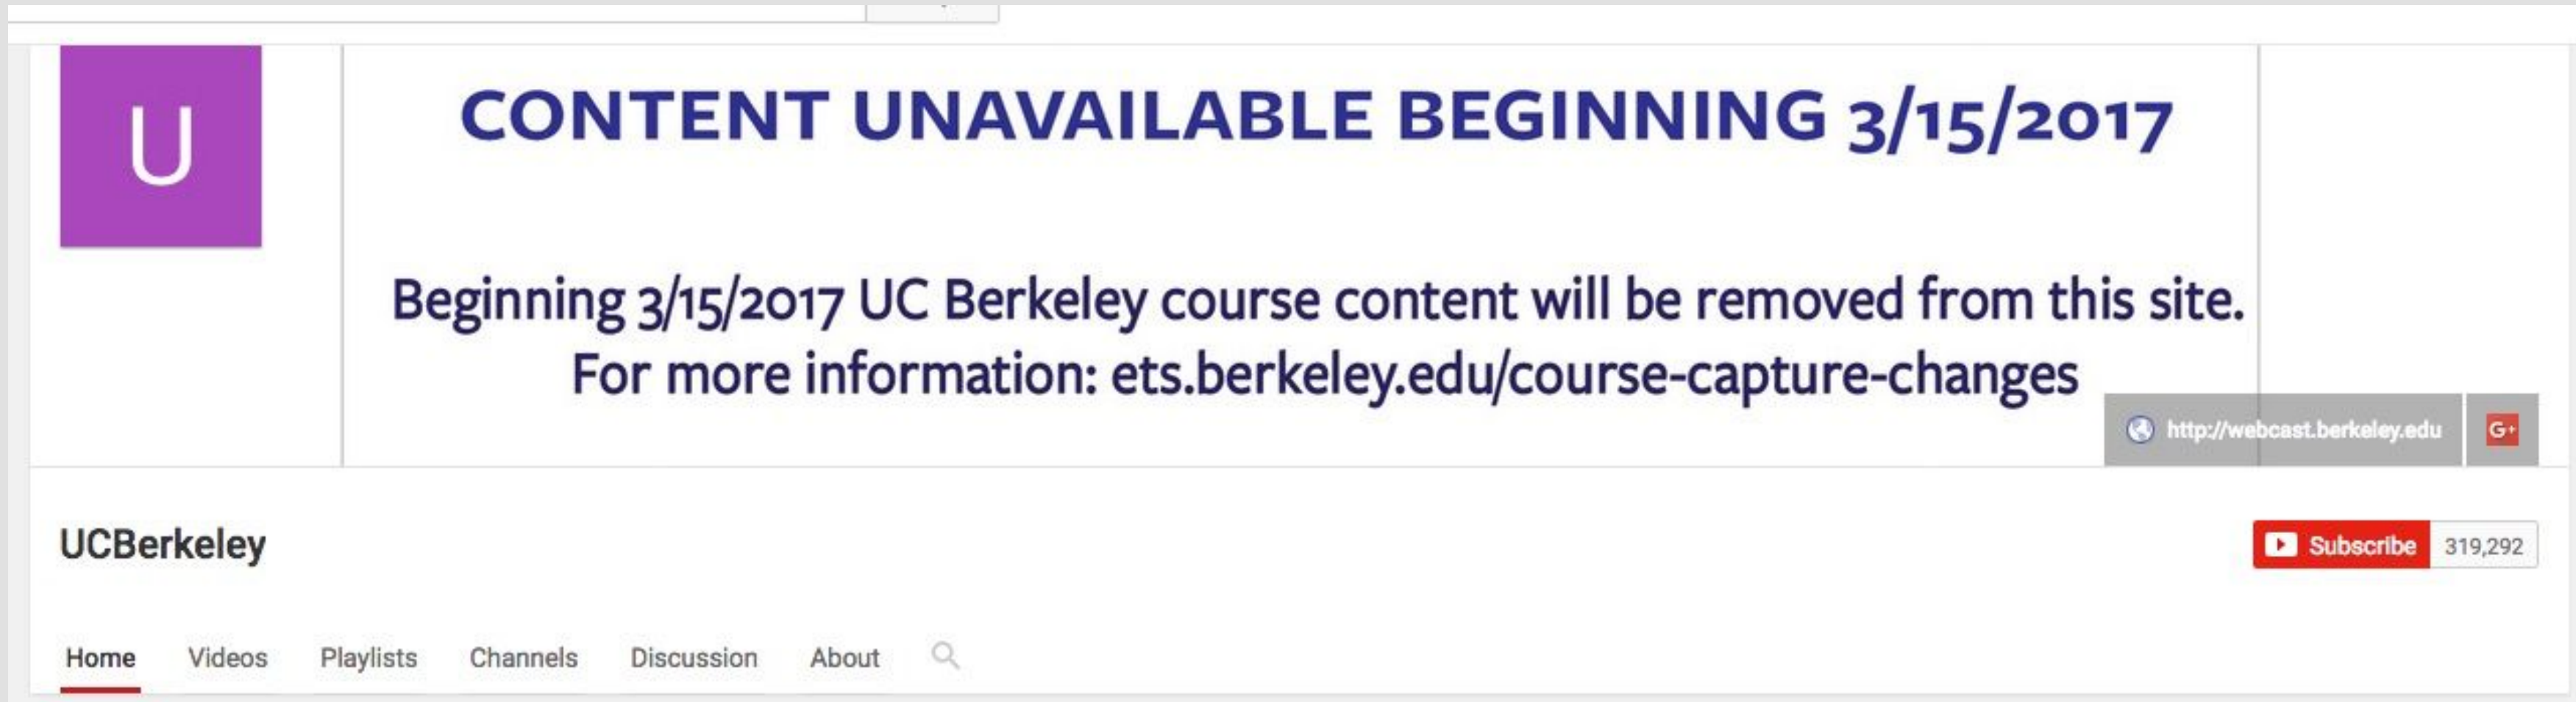 U
CONTENT UNAVAILABLE BEGINNING 3/15/2017
Beginning 3/15/2017 UC Berkeley course content will be removed from this site.
For more information: ets.berkeley.edu/course-capture-changes
http://webcast.berkeley.edu G+
UCBerkeley
Subscribe 319,292
Home Videos Playlists Channels Discussion About